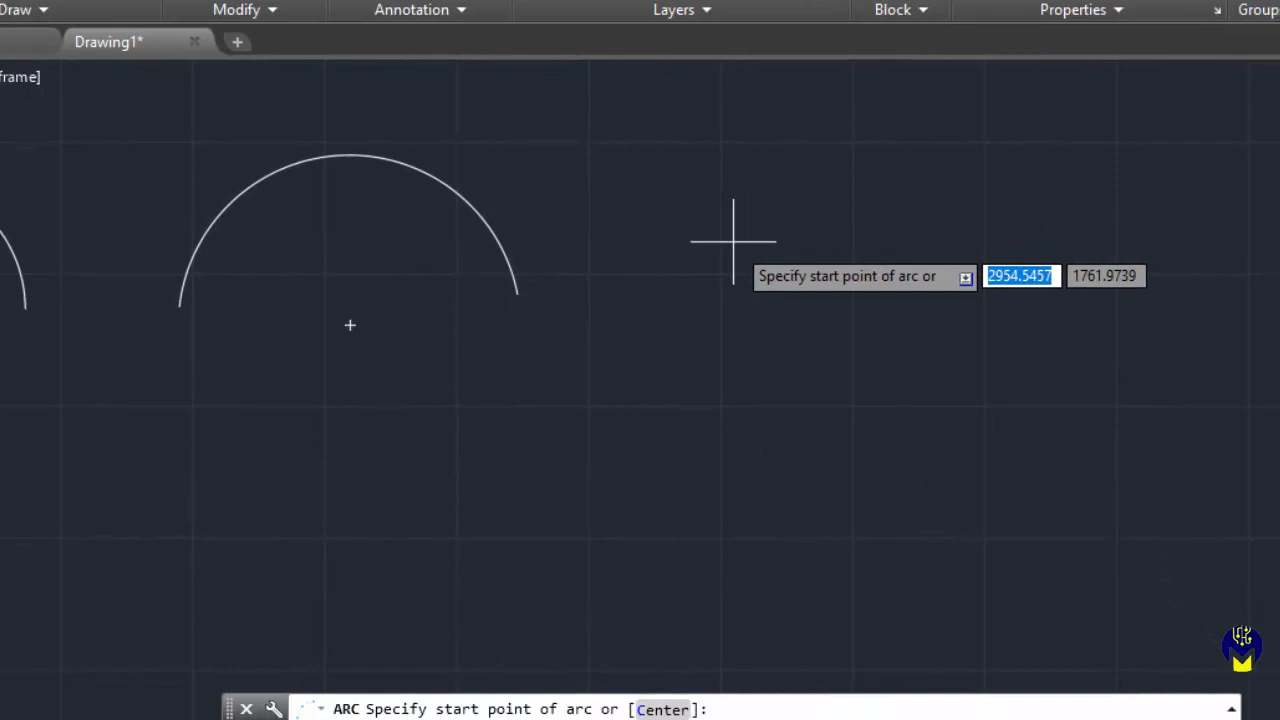 Draw Modify Annotation Layers Block Properties Group
Drawing1*
frame]
Specify start point of arc or 2954.5457 1761.9739
ARC Specify start point of arc or [Center]: